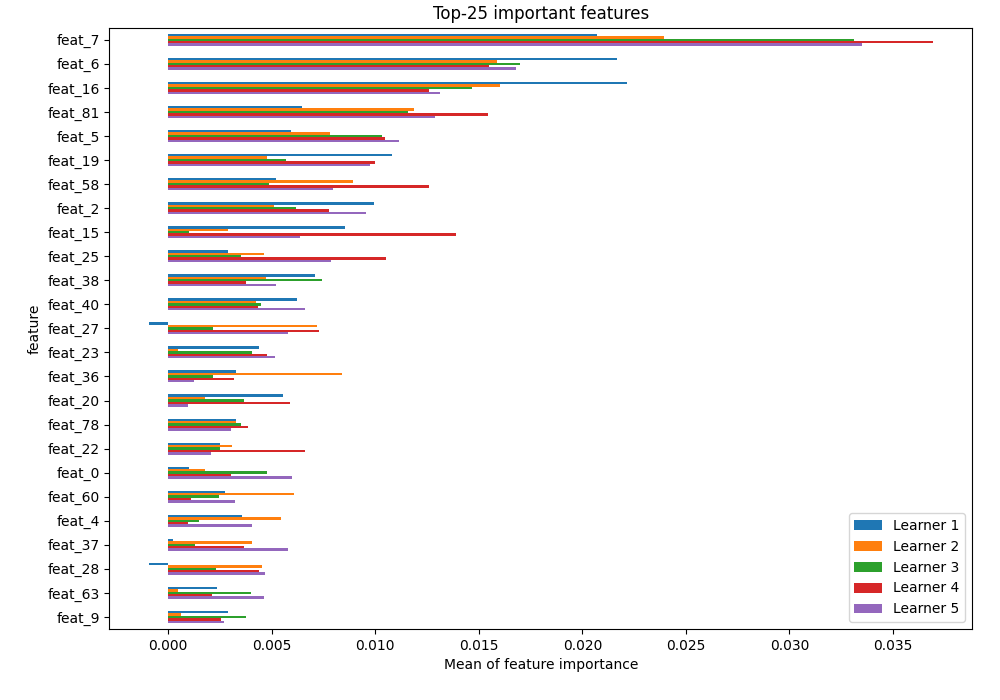 Top-25 important features
feature
feat_7
feat_6
feat_16
feat_81
feat_5
feat_19
feat_58
feat_2
feat_15
feat_25
feat_38
feat_40
feat_27
feat_23
feat_36
feat_20
feat_78
feat_22
feat_0
feat_60
feat_4
feat_37
feat_28
feat_63
feat_9
Learner 1
Learner 2
Learner 3
Learner 4
Learner 5
0.000 0.005 0.010 0.015 0.020 0.025 0.030 0.035
Mean of feature importance